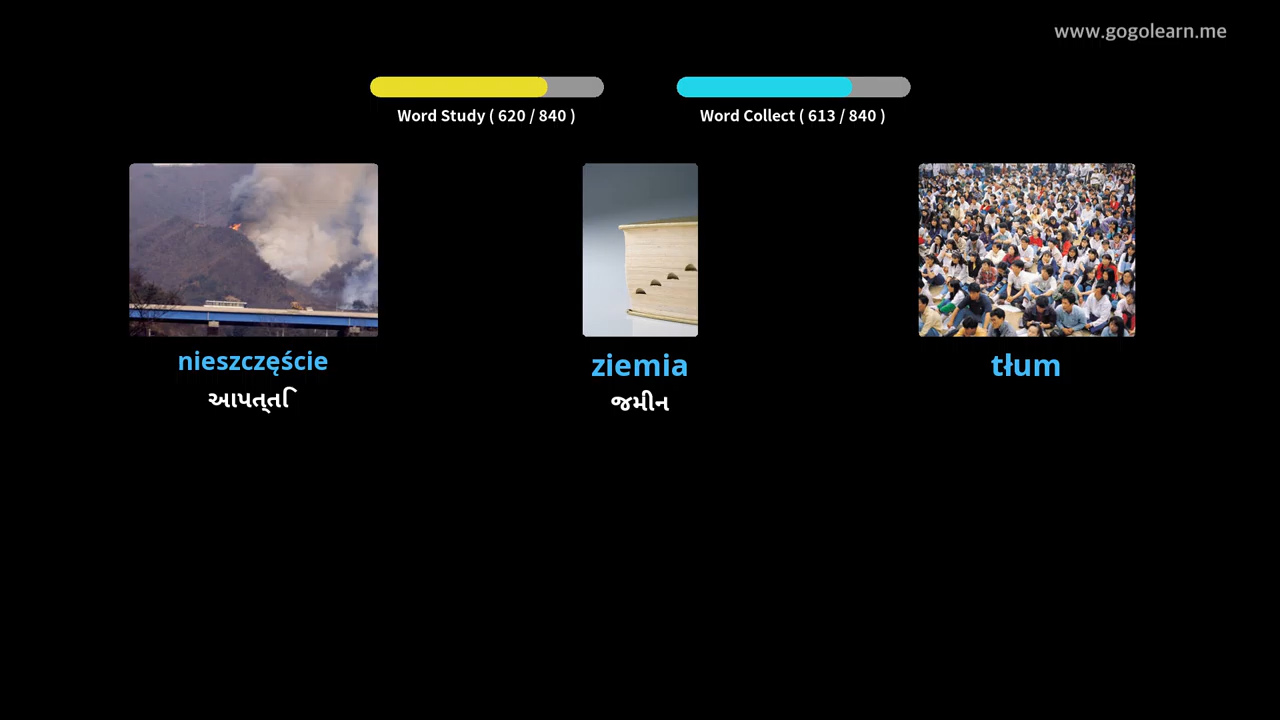 www.gogolearn.me
Word Study ( 620 / 840 )
Word Collect ( 613 / 840 )
nieszczęście
ziemia
tłum
આપત્તિ
જમીન